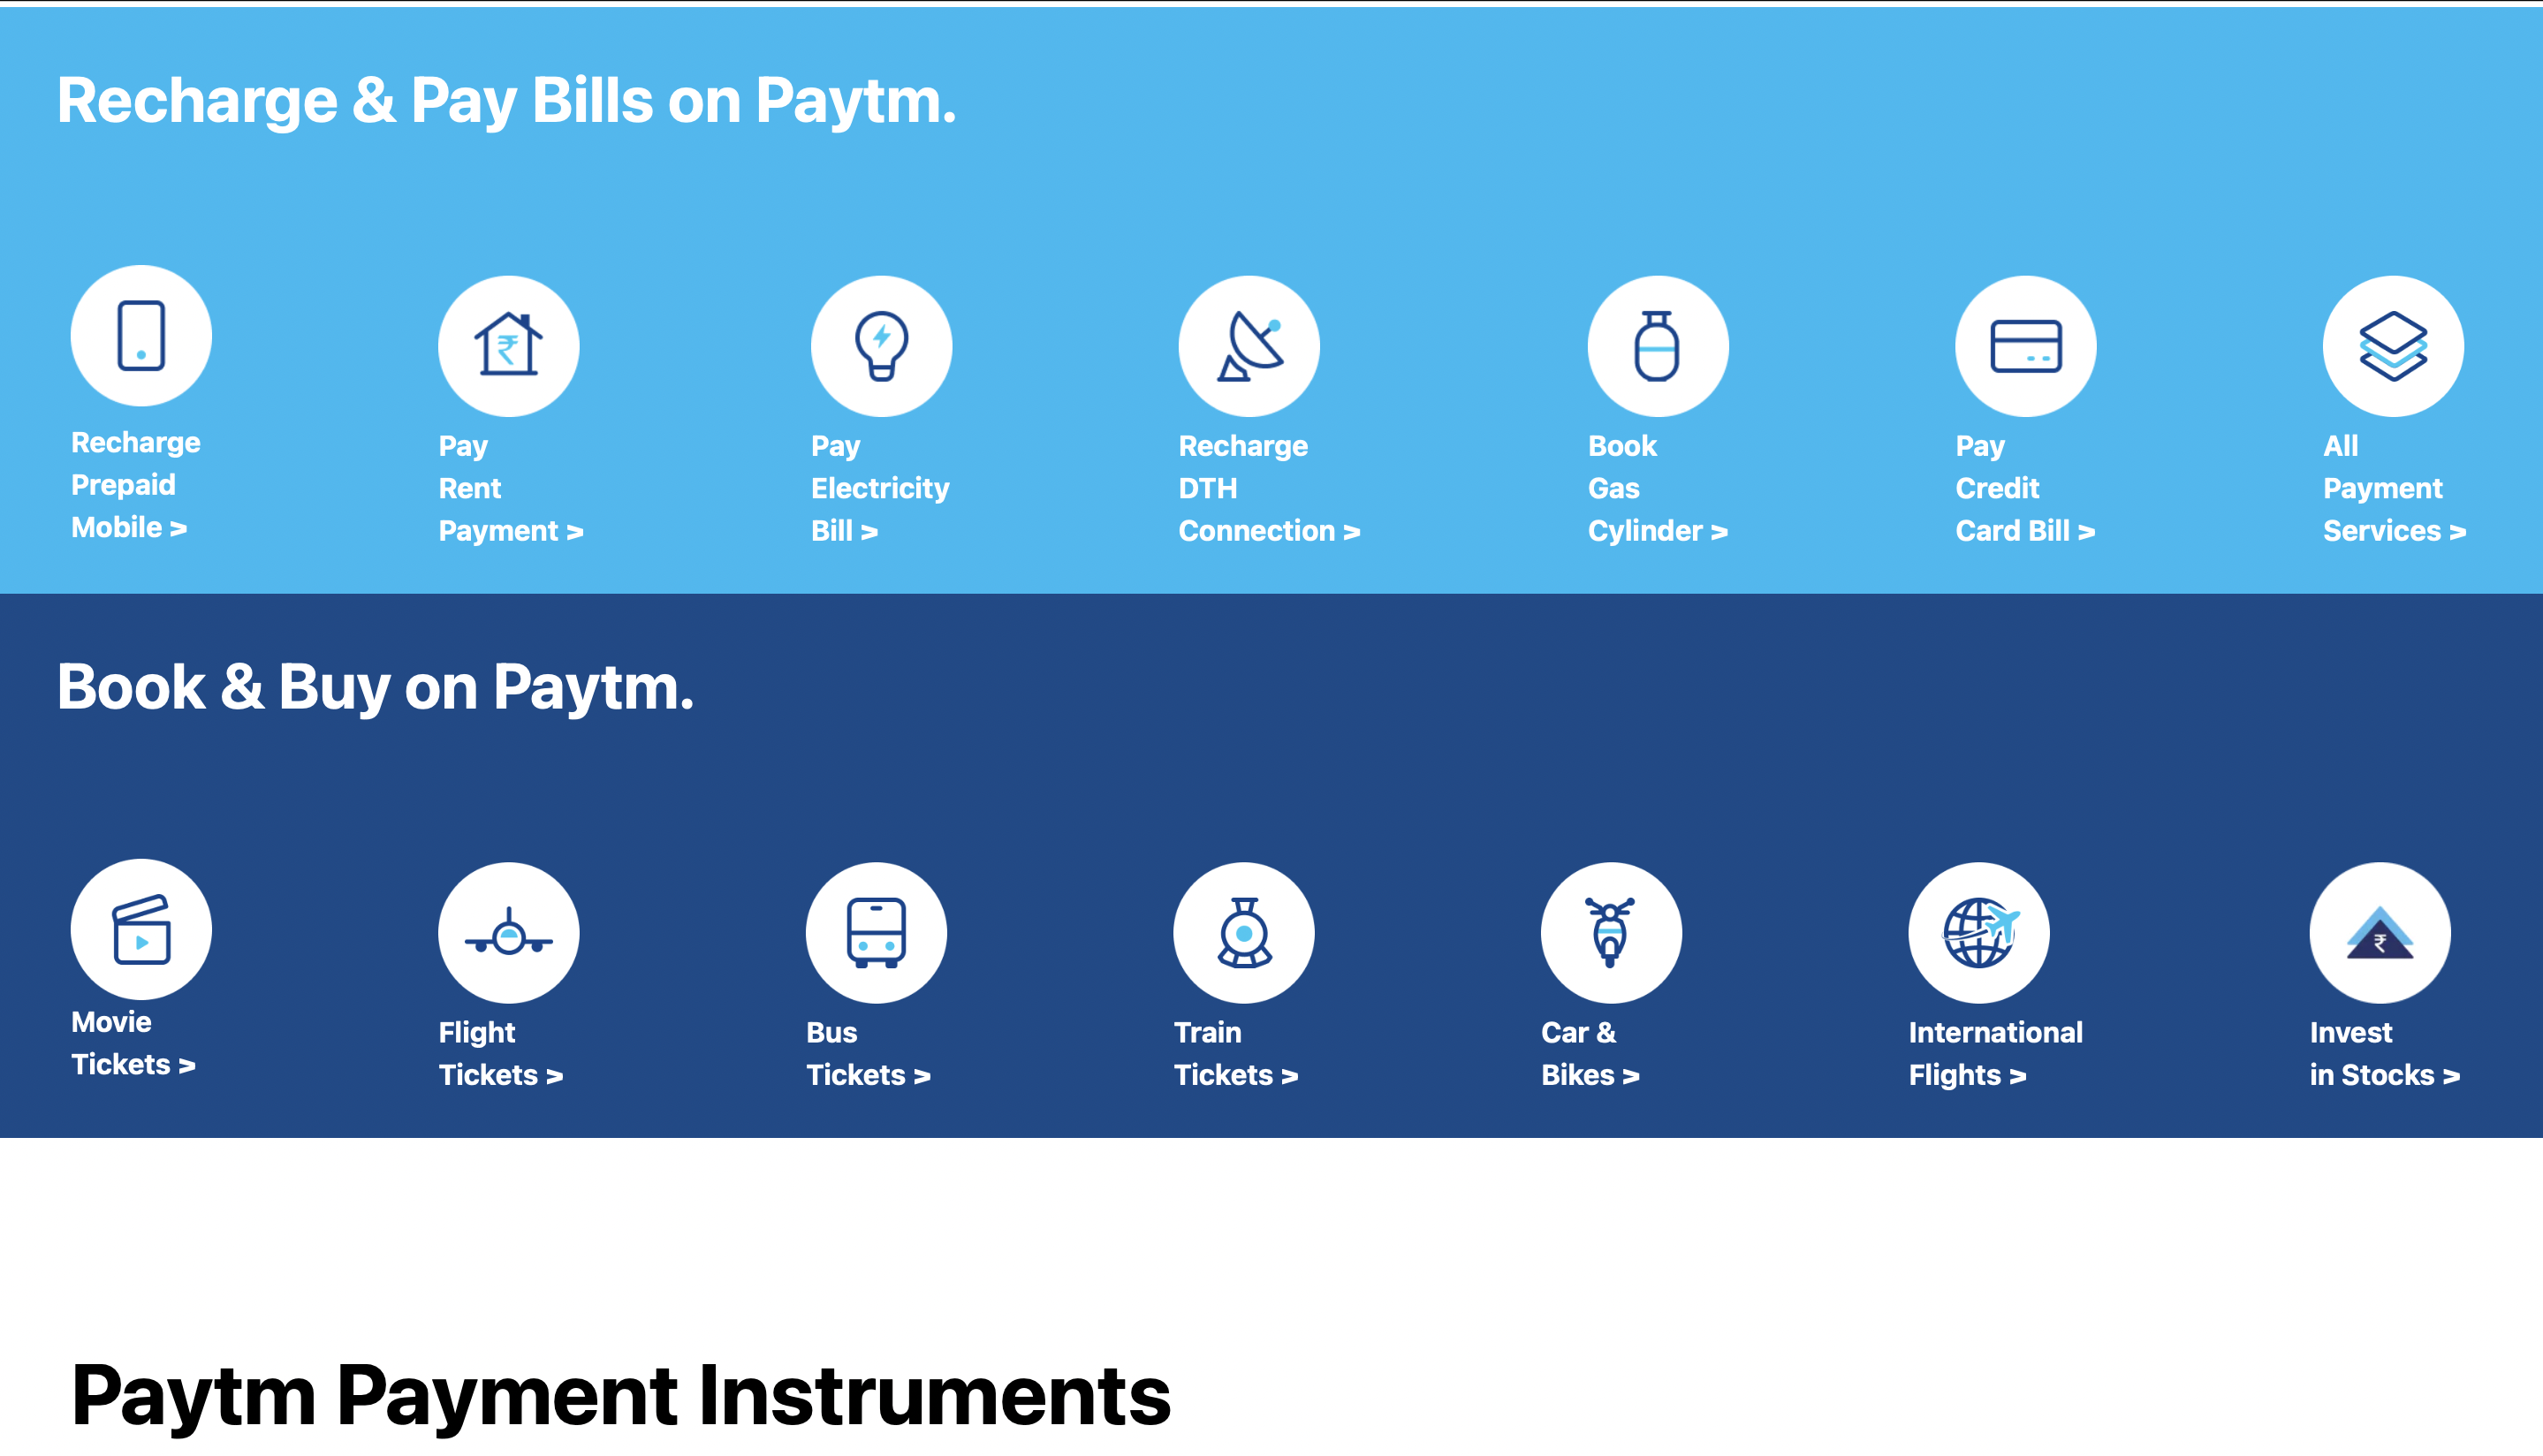 Recharge & Pay Bills on Paytm.
₹
Recharge
Prepaid
Mobile >
Pay
Rent
Payment >
Pay
Electricity
Bill >
Recharge
DTH
Connection >
Book
Gas
Cylinder >
Pay
Credit
Card Bill >
All
Payment
Services >
Book & Buy on Paytm.
₹
Movie
Tickets >
Flight
Tickets >
Bus
Tickets >
Train
Tickets >
Car &
Bikes >
International
Flights >
Invest
in Stocks >
Paytm Payment Instruments